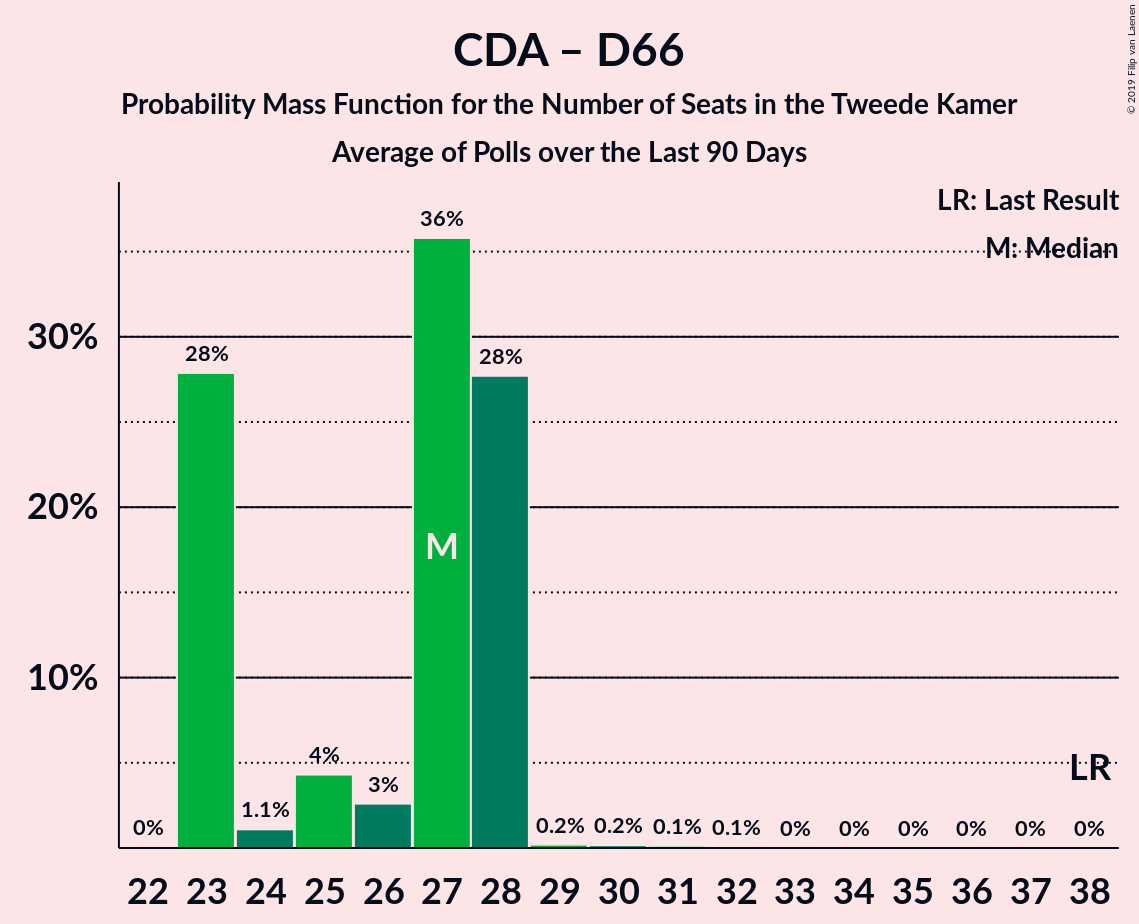 CDA – D66
Probability Mass Function for the Number of Seats in the Tweede Kamer
Average of Polls over the Last 90 Days
© 2019 Filip van Laenen
LR: Last Result
M: Median
30%
20%
10%
0%
28%
1.1%
4%
3%
36%
28%
0.2%
0.2%
0.1%
0.1%
0%
0%
0%
0%
0%
0%
M
LR
22 23 24 25 26 27 28 29 30 31 32 33 34 35 36 37 38